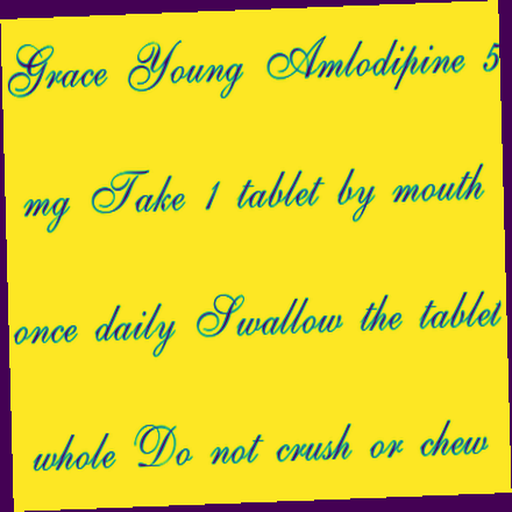 Grace Young Amlodipine 5
mg Take 1 tablet by mouth
once daily Swallow the tablet
whole Do not crush or chew